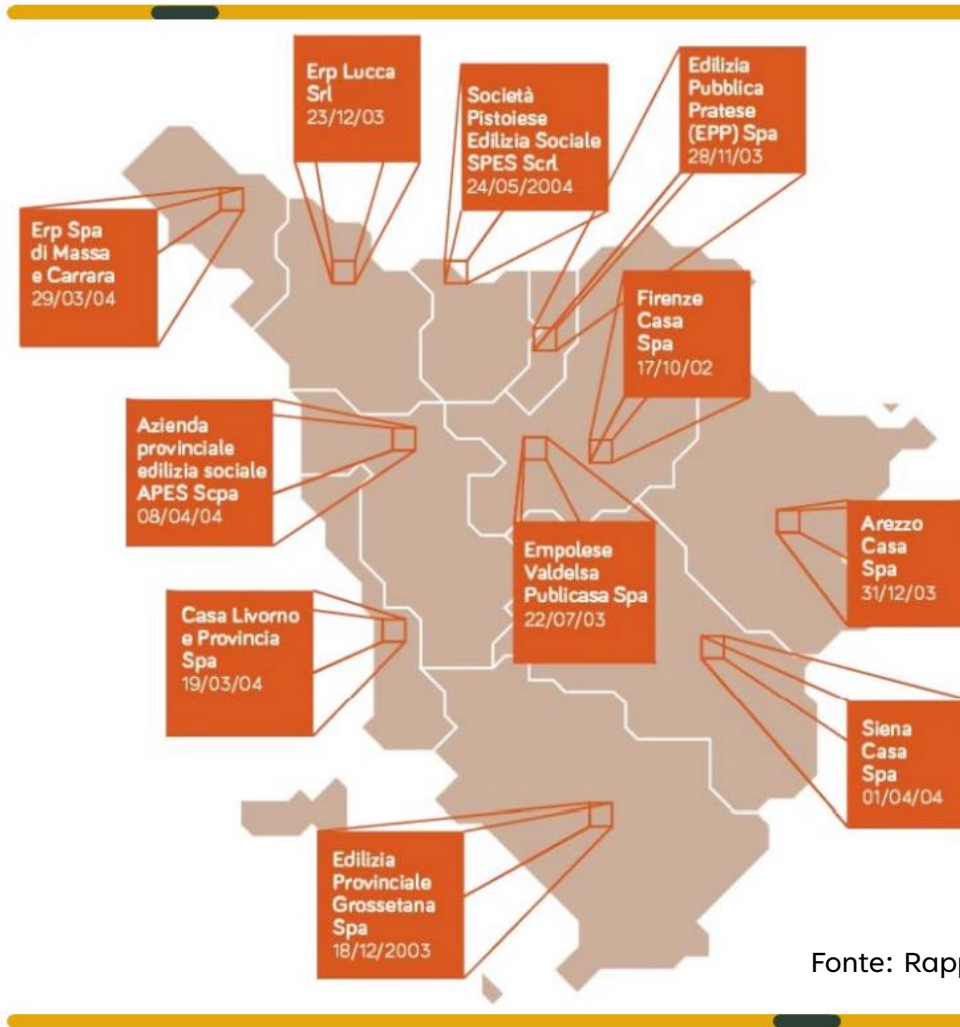 Erp Lucca
Srl
23/12/03
Società
Pistoiese
Edilizia Sociale
SPES Scrl
24/05/2004
Edilizia
Pubblica
Pratese
(EPP) Spa
28/11/03
Erp Spa
di Massa
e Carrara
29/03/04
Firenze
Casa
Spa
17/10/02
Azienda
provinciale
edilizia sociale
APES Scpa
08/04/04
Empolese
Valdelsa
Publicasa Spa
22/07/03
Arezzo
Casa
Spa
31/12/03
Casa Livorno
e Provincia
Spa
19/03/04
Siena
Casa
Spa
01/04/04
Edilizia
Provinciale
Grossetana
Spa
18/12/2003
Fonte: